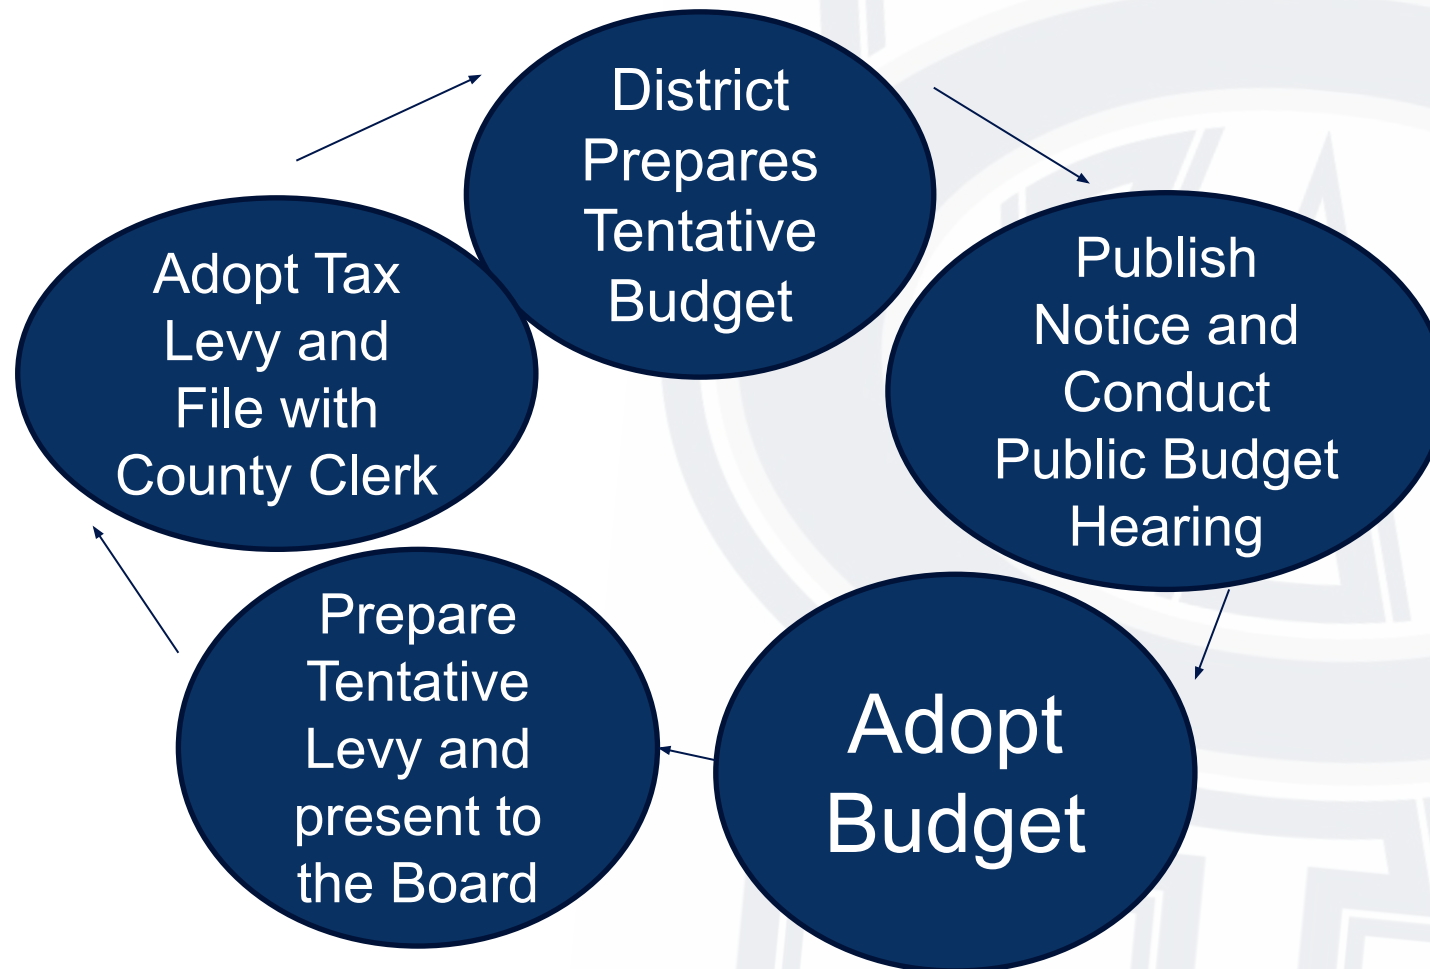 District
Prepares
Tentative
Budget
Publish
Notice and
Conduct
Public Budget
Hearing
Adopt
Budget
Prepare
Tentative
Levy and
present to
the Board
Adopt Tax
Levy and
File with
County Clerk